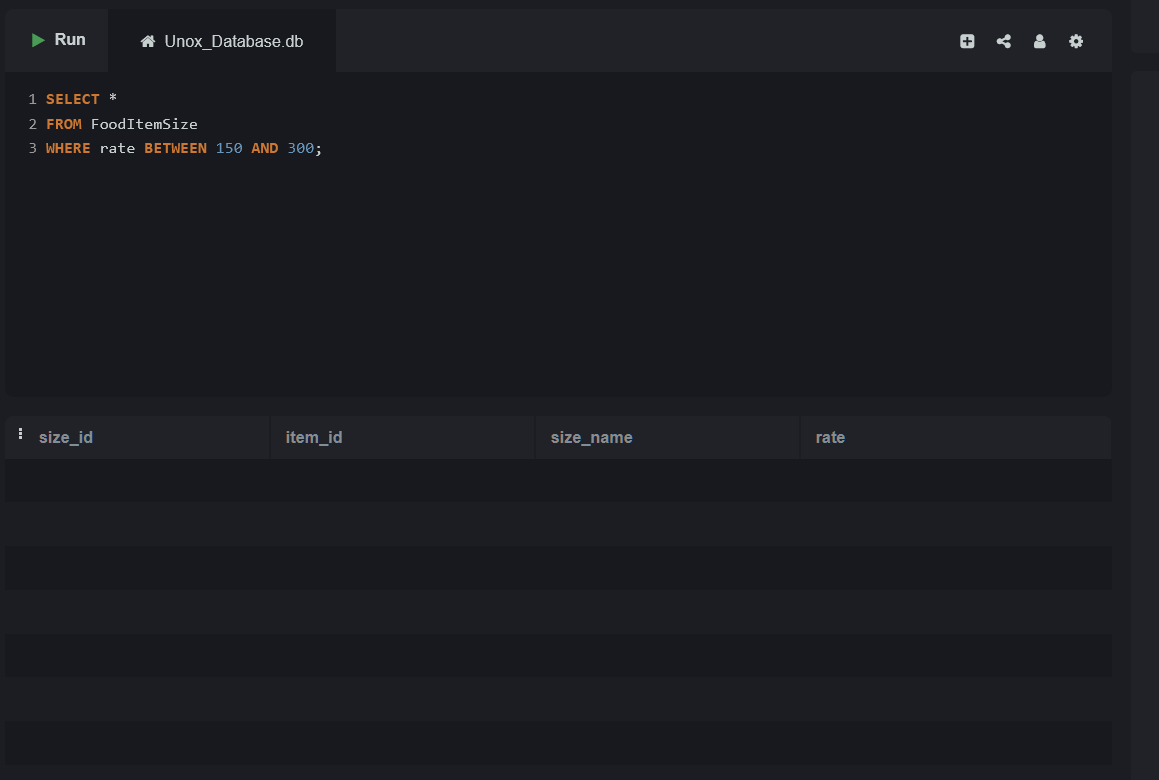 Run
Unox_Database.db
1 SELECT *
2 FROM FoodItemSize
3 WHERE rate BETWEEN 150 AND 300;
size_id item_id size_name rate